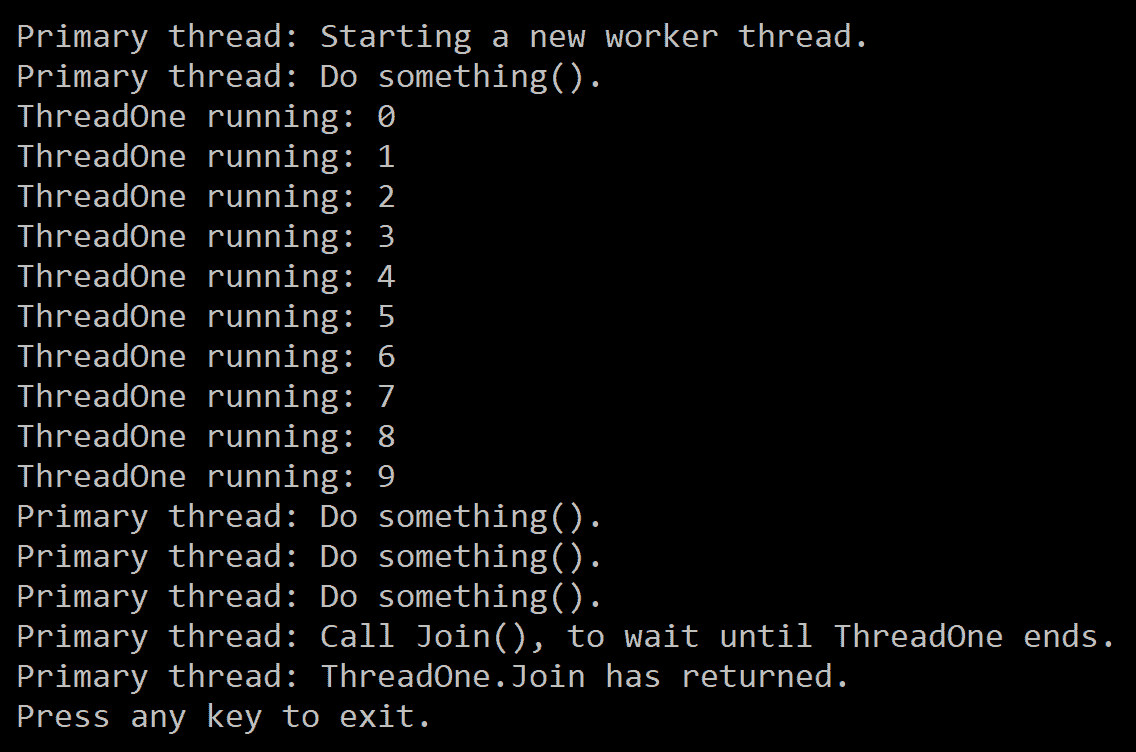 Primary thread: Starting a new worker thread.
Primary thread: Do something().
ThreadOne running: 0
ThreadOne running: 1
ThreadOne running: 2
ThreadOne running: 3
ThreadOne running: 4
ThreadOne running: 5
ThreadOne running: 6
ThreadOne running: 7
ThreadOne running: 8
ThreadOne running: 9
Primary thread: Do something().
Primary thread: Do something().
Primary thread: Do something().
Primary thread: Call Join(), to wait until ThreadOne ends.
Primary thread: ThreadOne.Join has returned.
Press any key to exit.